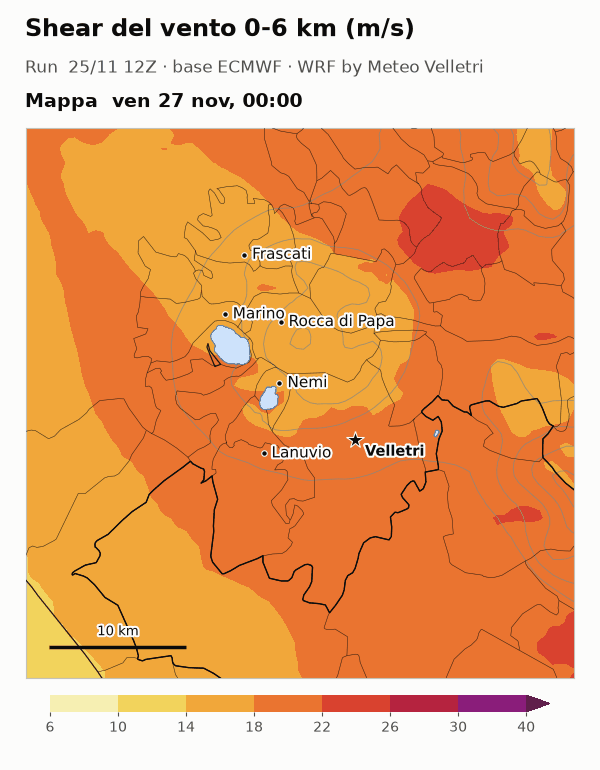 Shear del vento 0-6 km (m/s)
Run  25/11 12Z · base ECMWF · WRF by Meteo Velletri
Mappa  ven 27 nov, 00:00
Frascati
Marino
Rocca di Papa
Nemi
Velletri
Lanuvio
10 km
6 10 14 18 22 26 30 40